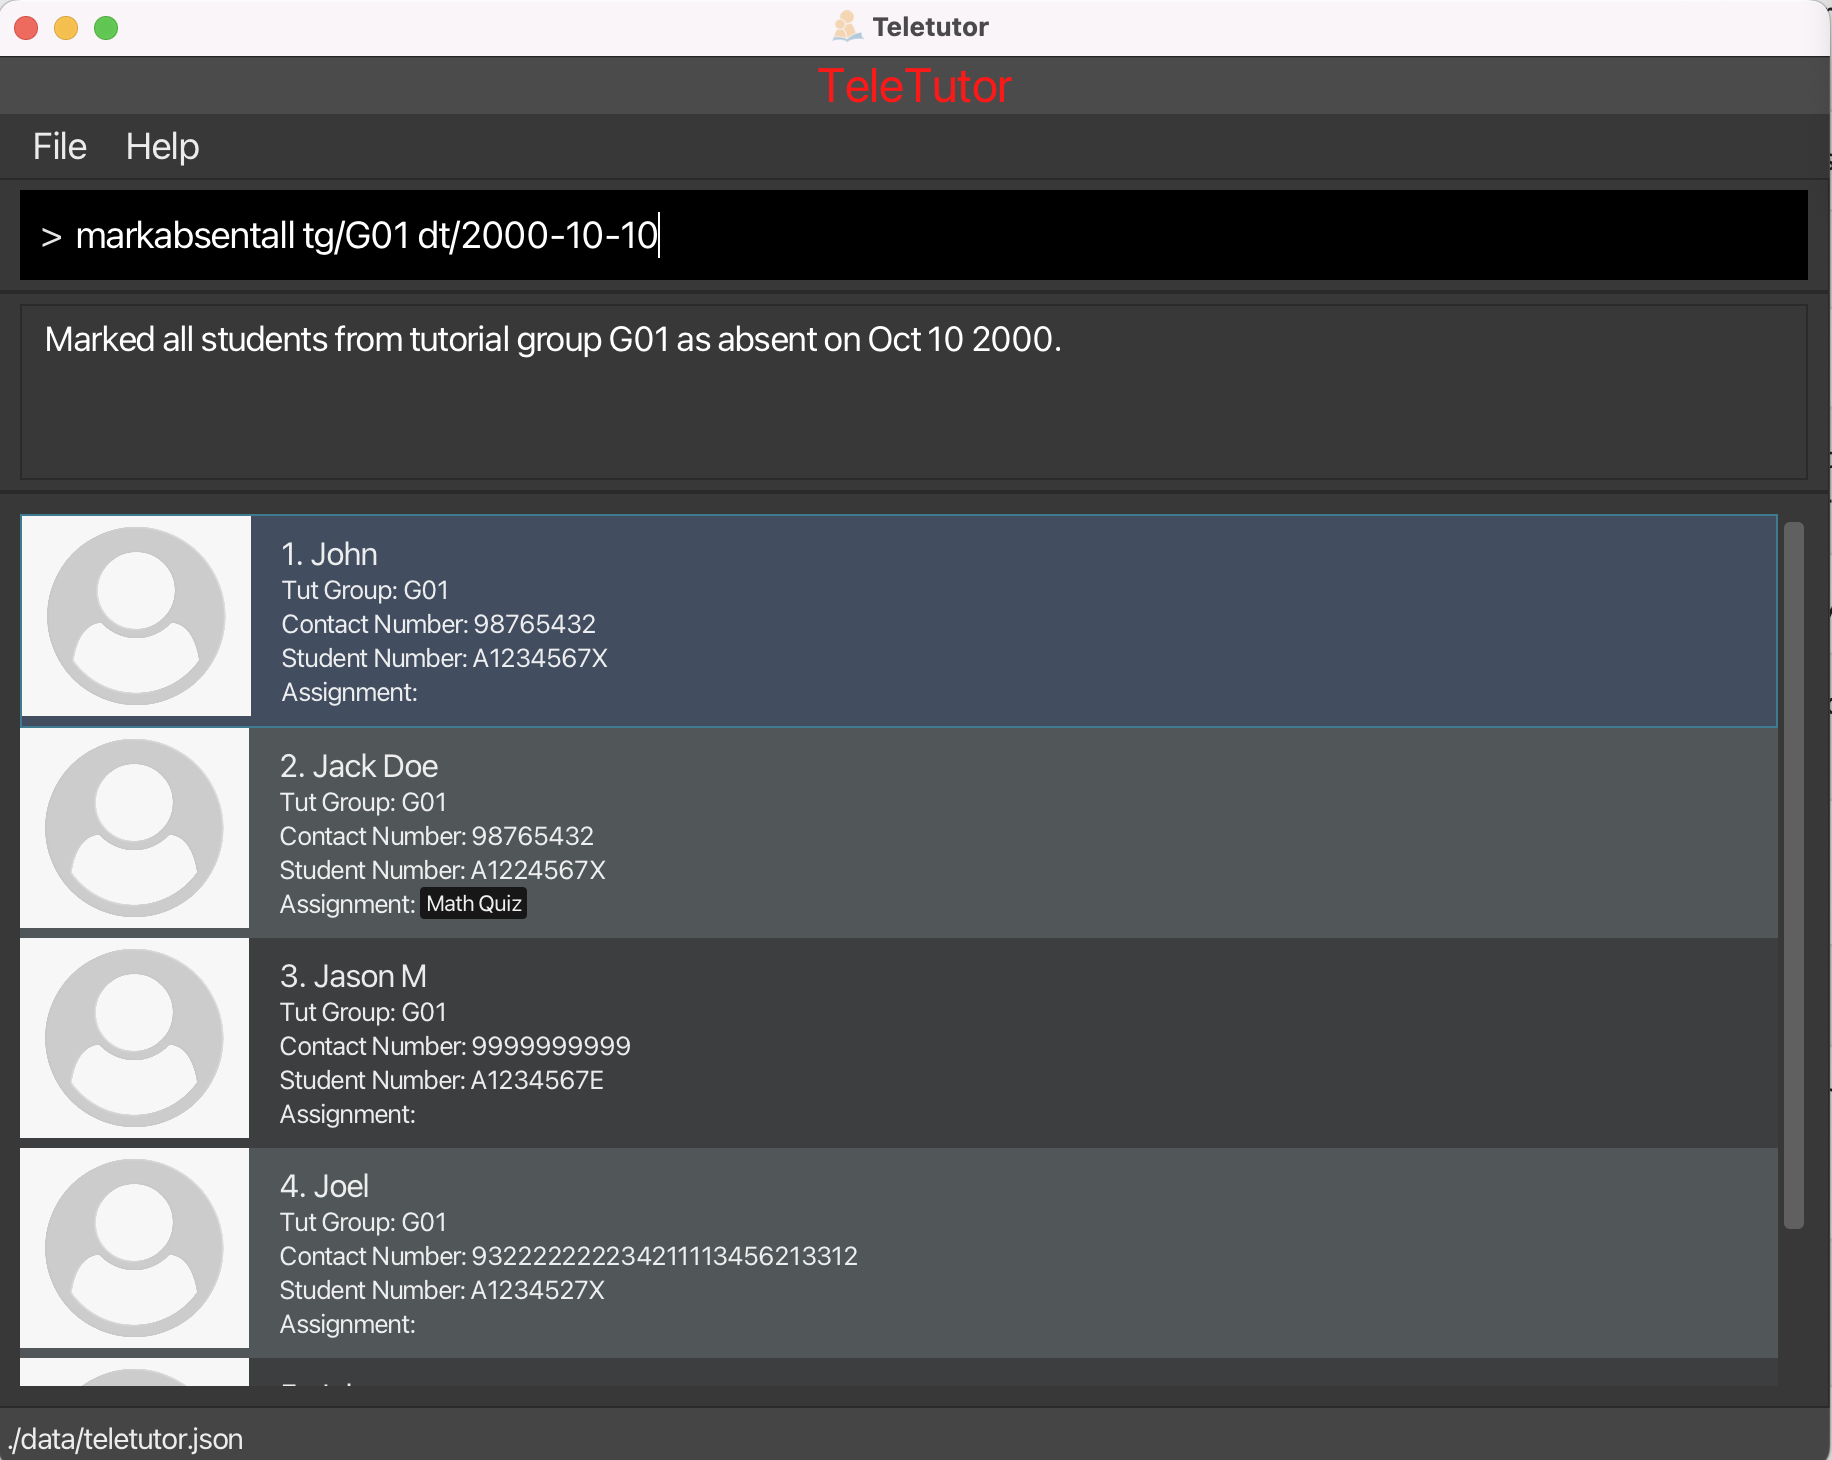 Teletutor
TeleTutor
File Help
> markabsentall tg/G01 dt/2000-10-10
Marked all students from tutorial group G01 as absent on Oct 10 2000.
1. John
Tut Group: G01
Contact Number: 98765432
Student Number: A1234567X
Assignment:
2. Jack Doe
Tut Group: G01
Contact Number: 98765432
Student Number: A1224567X
Assignment: Math Quiz
3. Jason M
Tut Group: G01
Contact Number: 9999999999
Student Number: A1234567E
Assignment:
4. Joel
Tut Group: G01
Contact Number: 9322222222342111113456213312
Student Number: A1234527X
Assignment:
./data/teletutor.json